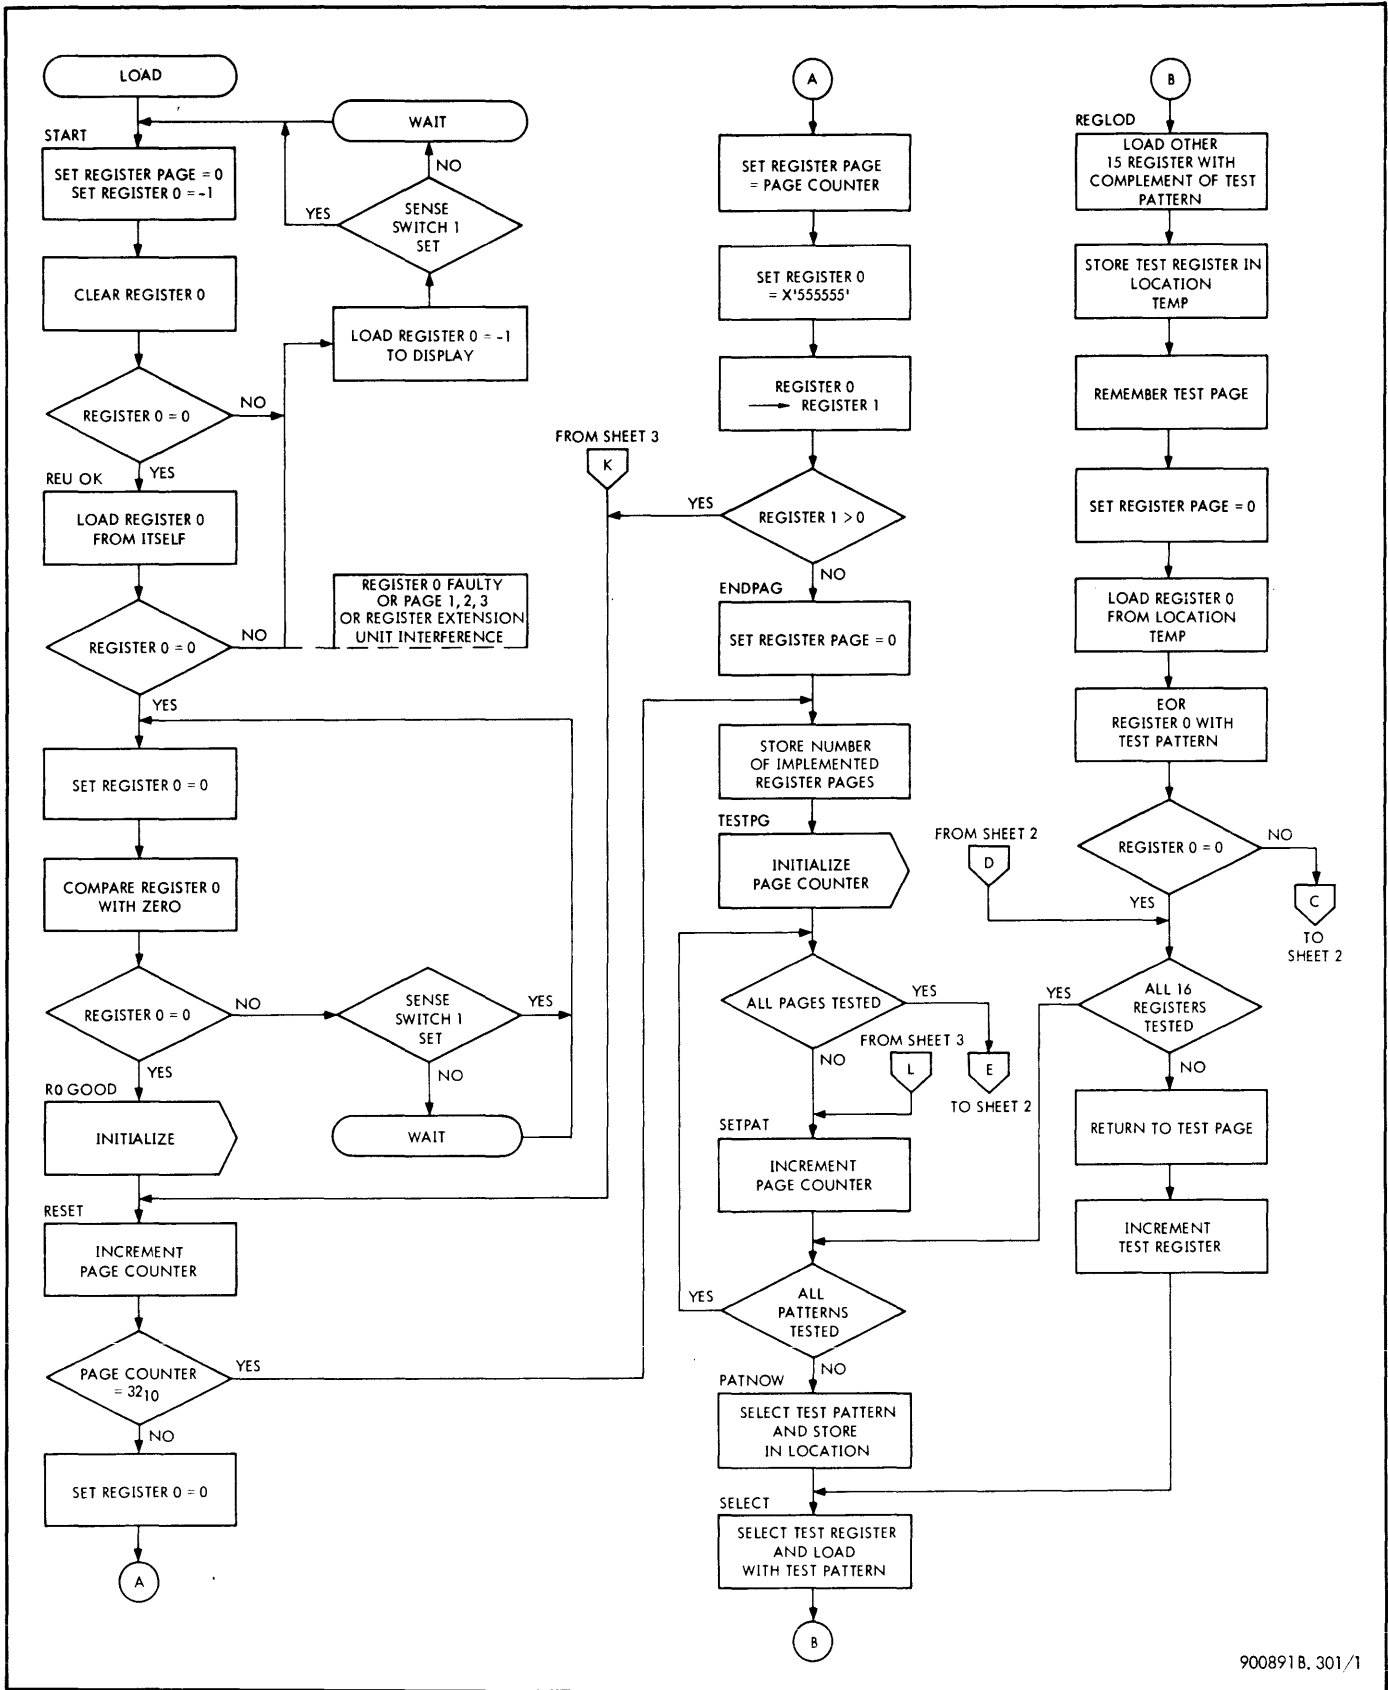 LOAD
START
SET REGISTER PAGE = 0
SET REGISTER 0 = -1
CLEAR REGISTER 0
REGISTER 0 = 0
NO
YES
REU OK
LOAD REGISTER 0
FROM ITSELF
REGISTER 0 = 0
NO
YES
SET REGISTER 0 = 0
COMPARE REGISTER 0
WITH ZERO
REGISTER 0 = 0
NO
YES
R0 GOOD
INITIALIZE
RESET
INCREMENT
PAGE COUNTER
PAGE COUNTER
= 32₁₀
YES
NO
SET REGISTER 0 = 0
A
WAIT
NO
YES
SENSE
SWITCH 1
SET
LOAD REGISTER 0 = -1
TO DISPLAY
REGISTER 0 FAULTY
OR PAGE 1, 2, 3
OR REGISTER EXTENSION
UNIT INTERFERENCE
SENSE
SWITCH 1
SET
YES
NO
WAIT
A
SET REGISTER PAGE
= PAGE COUNTER
SET REGISTER 0
= X'555555'
REGISTER 0
→ REGISTER 1
FROM SHEET 3
K
YES
REGISTER 1 > 0
NO
ENDPAG
SET REGISTER PAGE = 0
STORE NUMBER
OF IMPLEMENTED
REGISTER PAGES
TESTPG
INITIALIZE
PAGE COUNTER
ALL PAGES TESTED
YES
NO
FROM SHEET 3
L
E
TO SHEET 2
SETPAT
INCREMENT
PAGE COUNTER
YES
ALL
PATTERNS
TESTED
NO
PATNOW
SELECT TEST PATTERN
AND STORE
IN LOCATION
SELECT
SELECT TEST REGISTER
AND LOAD
WITH TEST PATTERN
B
B
REGLOD
LOAD OTHER
15 REGISTER WITH
COMPLEMENT OF TEST
PATTERN
STORE TEST REGISTER IN
LOCATION
TEMP
REMEMBER TEST PAGE
SET REGISTER PAGE = 0
LOAD REGISTER 0
FROM LOCATION
TEMP
EOR
REGISTER 0 WITH
TEST PATTERN
FROM SHEET 2
D
REGISTER 0 = 0
NO
YES
C
TO
SHEET 2
YES
ALL 16
REGISTERS
TESTED
NO
RETURN TO TEST PAGE
INCREMENT
TEST REGISTER
900891B. 301/1